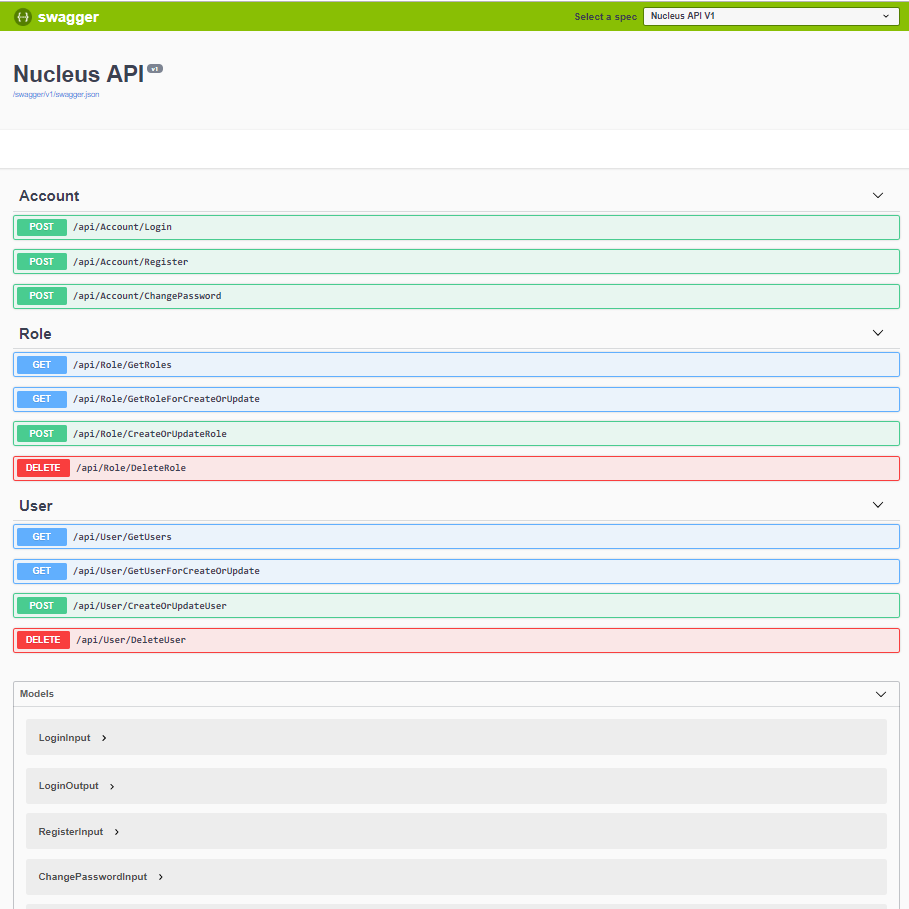 swagger
Select a spec
Nucleus API V1
Nucleus API v1
/swagger/v1/swagger.json
Account
POST /api/Account/Login
POST /api/Account/Register
POST /api/Account/ChangePassword
Role
GET /api/Role/GetRoles
GET /api/Role/GetRoleForCreateOrUpdate
POST /api/Role/CreateOrUpdateRole
DELETE /api/Role/DeleteRole
User
GET /api/User/GetUsers
GET /api/User/GetUserForCreateOrUpdate
POST /api/User/CreateOrUpdateUser
DELETE /api/User/DeleteUser
Models
LoginInput
LoginOutput
RegisterInput
ChangePasswordInput